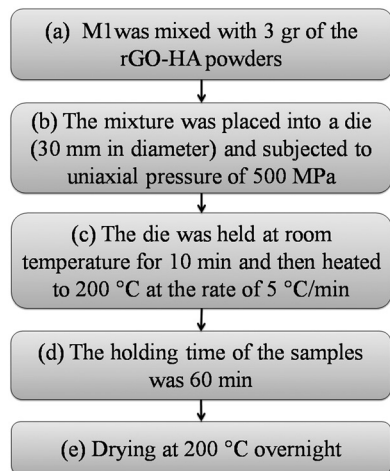 (a) M1was mixed with 3 gr of the
rGO-HA powders
(b) The mixture was placed into a die
(30 mm in diameter) and subjected to
uniaxial pressure of 500 MPa
(c) The die was held at room
temperature for 10 min and then heated
to 200 °C at the rate of 5 °C/min
(d) The holding time of the samples
was 60 min
(e) Drying at 200 °C overnight